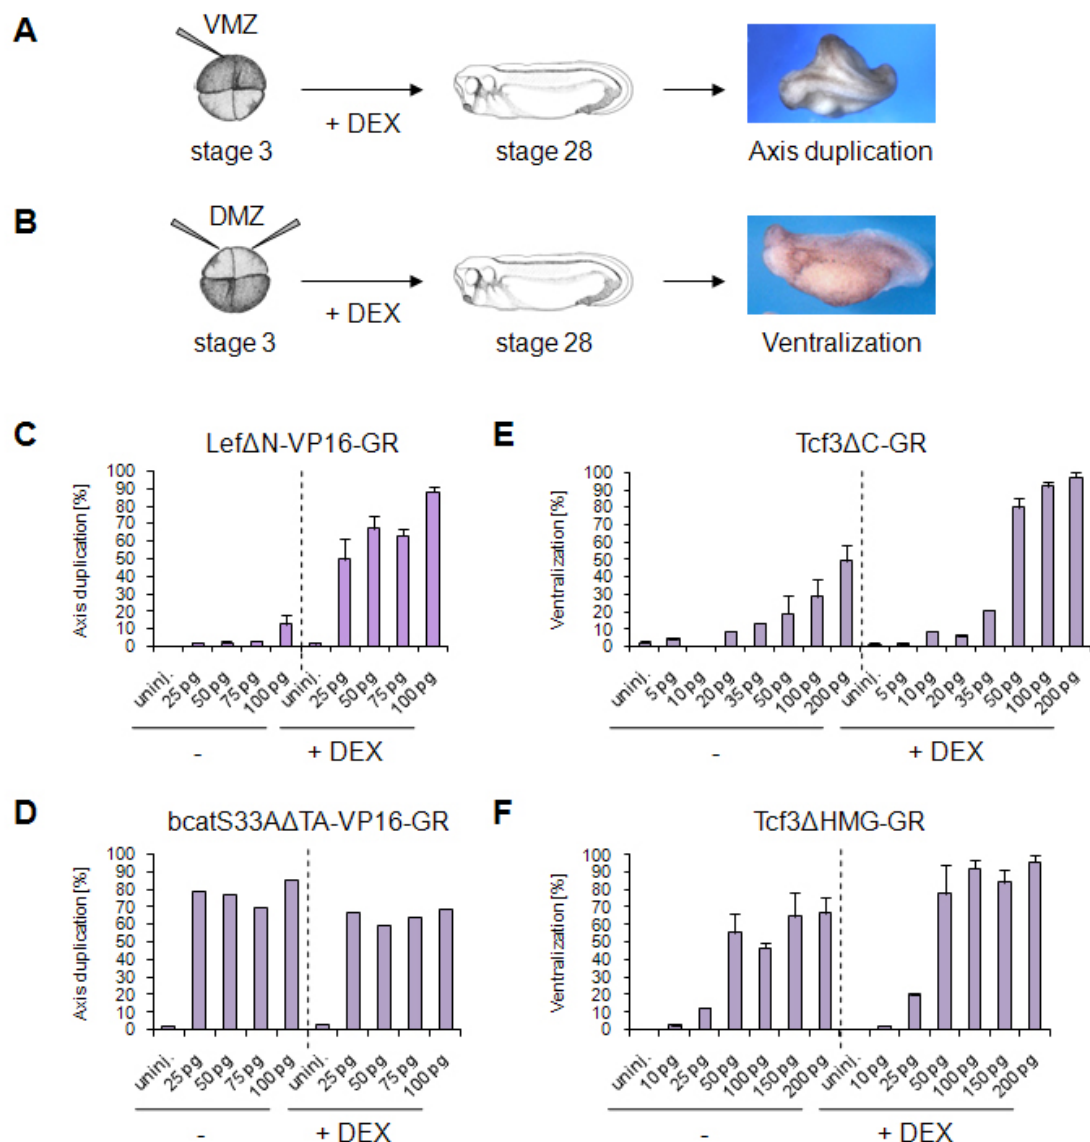 A
VMZ
+ DEX
stage 3
stage 28
Axis duplication
B
DMZ
+ DEX
stage 3
stage 28
Ventralization
C
LefΔN-VP16-GR
Axis duplication [%]
100
90
80
70
60
50
40
30
20
10
0
uninj.
25 pg
50 pg
75 pg
100 pg
uninj.
25 pg
50 pg
75 pg
100 pg
-
+ DEX
E
Tcf3ΔC-GR
Ventralization [%]
100
90
80
70
60
50
40
30
20
10
0
uninj.
5 pg
10 pg
20 pg
35 pg
50 pg
100 pg
200 pg
uninj.
5 pg
10 pg
20 pg
35 pg
50 pg
100 pg
200 pg
-
+ DEX
D
bcatS33AΔTA-VP16-GR
Axis duplication [%]
100
90
80
70
60
50
40
30
20
10
0
uninj.
25 pg
50 pg
75 pg
100 pg
uninj.
25 pg
50 pg
75 pg
100 pg
-
+ DEX
F
Tcf3ΔHMG-GR
Ventralization [%]
100
90
80
70
60
50
40
30
20
10
0
uninj.
10 pg
25 pg
50 pg
100 pg
150 pg
200 pg
uninj.
10 pg
25 pg
50 pg
100 pg
150 pg
200 pg
-
+ DEX